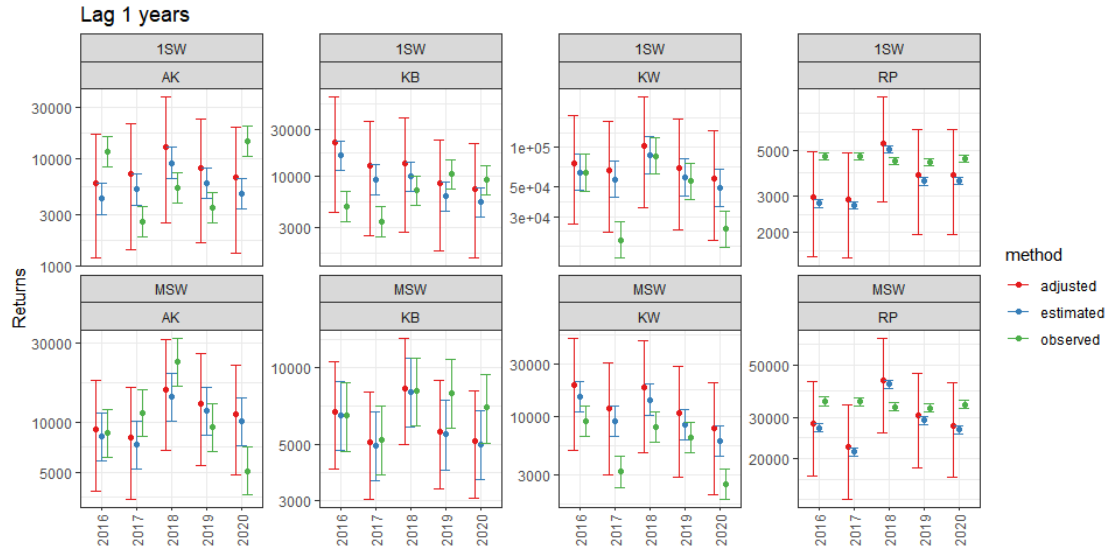 Lag 1 years
1SW 1SW 1SW 1SW
AK KB KW RP
30000
10000
3000
1000
30000
10000
3000
1e+05
5e+04
3e+04
5000
3000
2000
MSW MSW MSW MSW
AK KB KW RP
30000
10000
5000
10000
5000
3000
30000
10000
3000
50000
30000
20000
2016 2017 2018 2019 2020
2016 2017 2018 2019 2020
2016 2017 2018 2019 2020
2016 2017 2018 2019 2020
Returns
method
adjusted
estimated
observed